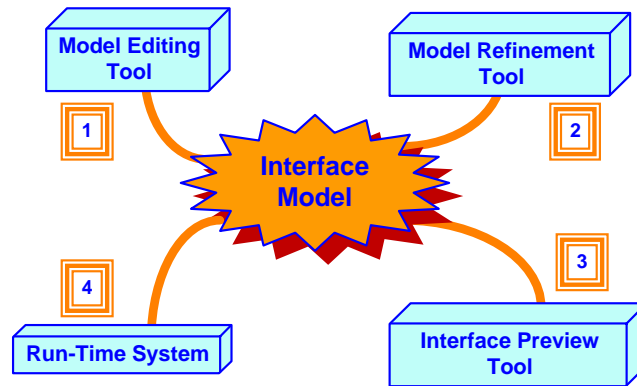 Model Editing
Tool
Model Refinement
Tool
1
2
Interface
Model
4
3
Run-Time System
Interface Preview
Tool